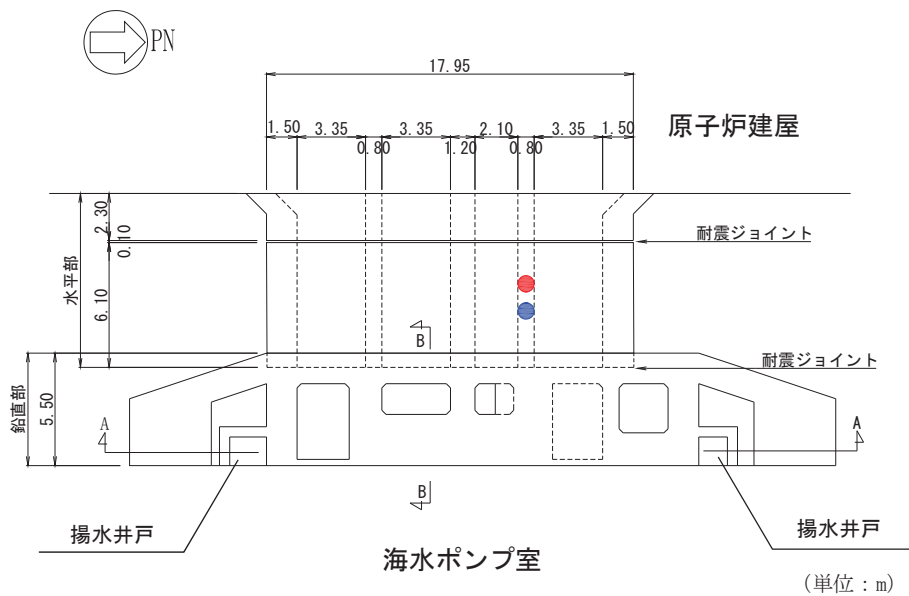 PN
17.95
原子炉建屋
1.50
3.35
0.80
3.35
1.20
2.10
0.80
3.35
1.50
2.30
0.10
耐震ジョイント
水平部
6.10
B
耐震ジョイント
鉛直部
5.50
A
A
B
揚水井戸
揚水井戸
海水ポンプ室
(単位：m)